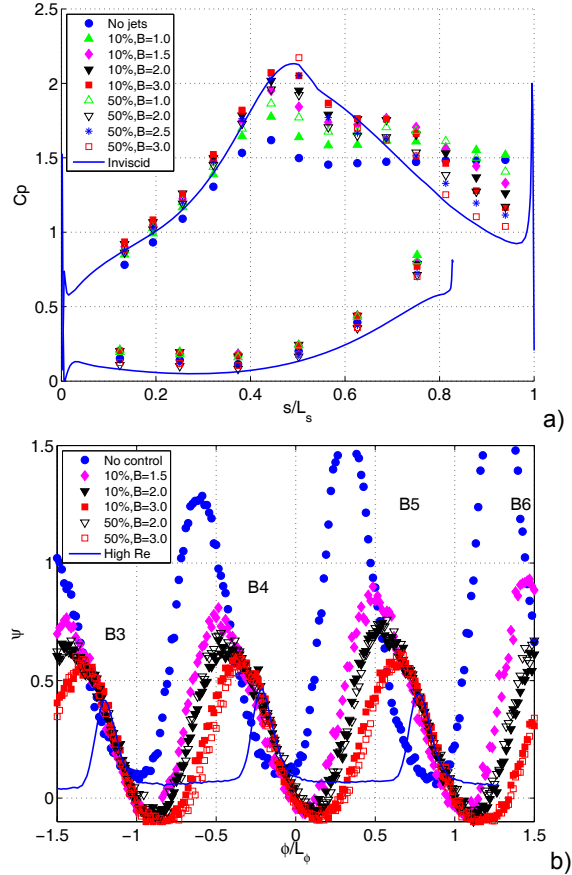 2.5
2
1.5
1
0.5
0
Cp
No jets
10%,B=1.0
10%,B=1.5
10%,B=2.0
10%,B=3.0
50%,B=1.0
50%,B=2.0
50%,B=2.5
50%,B=3.0
Inviscid
0 0.2 0.4 0.6 0.8 1
s/Ls
a)
1.5
1
0.5
0
ψ
No control
10%,B=1.5
10%,B=2.0
10%,B=3.0
50%,B=2.0
50%,B=3.0
High Re
B3
B4
B5
B6
−1.5 −1 −0.5 0 0.5 1 1.5
ϕ/Lϕ
b)